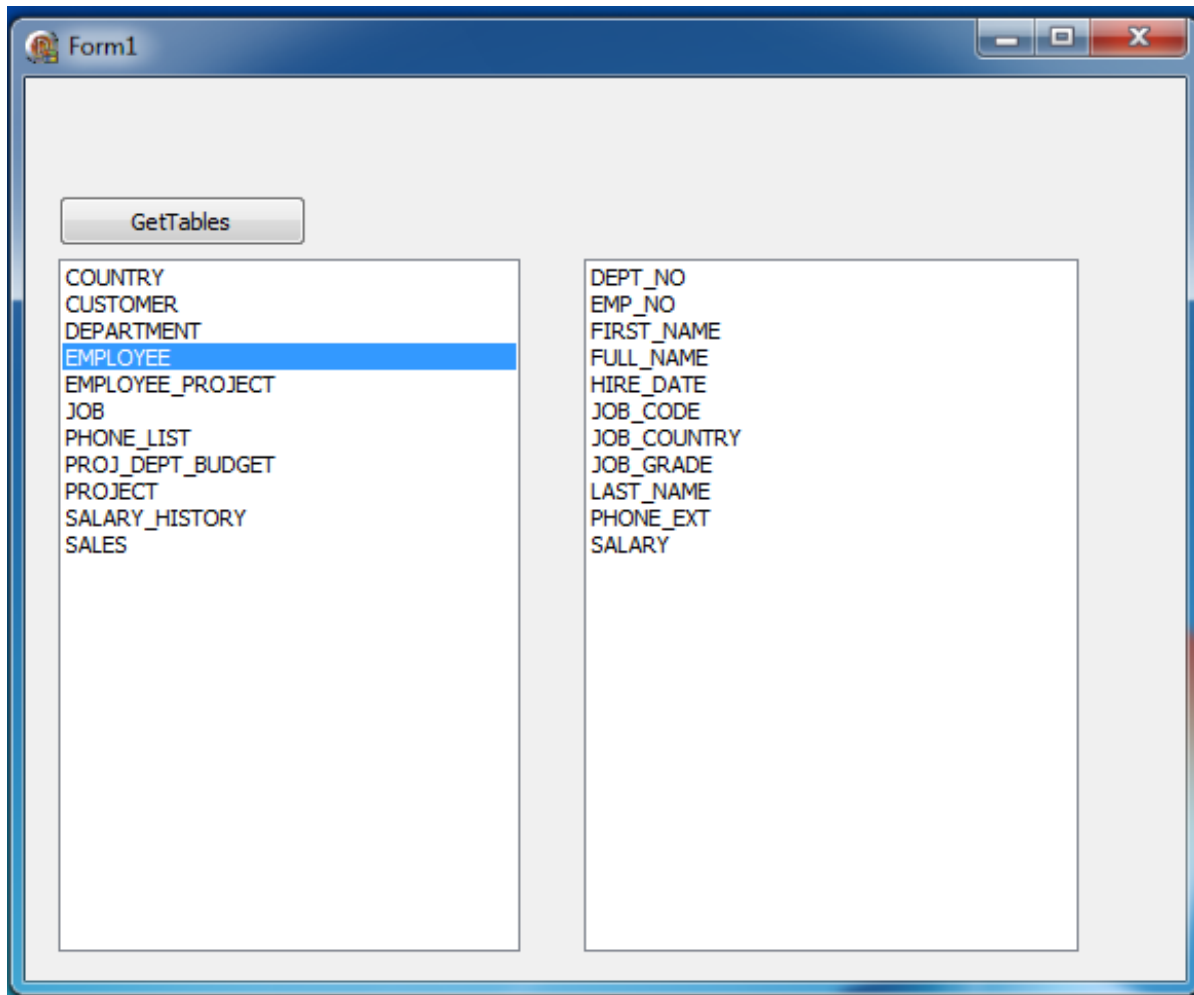 Form1
GetTables
COUNTRY
CUSTOMER
DEPARTMENT
EMPLOYEE
EMPLOYEE_PROJECT
JOB
PHONE_LIST
PROJ_DEPT_BUDGET
PROJECT
SALARY_HISTORY
SALES
DEPT_NO
EMP_NO
FIRST_NAME
FULL_NAME
HIRE_DATE
JOB_CODE
JOB_COUNTRY
JOB_GRADE
LAST_NAME
PHONE_EXT
SALARY